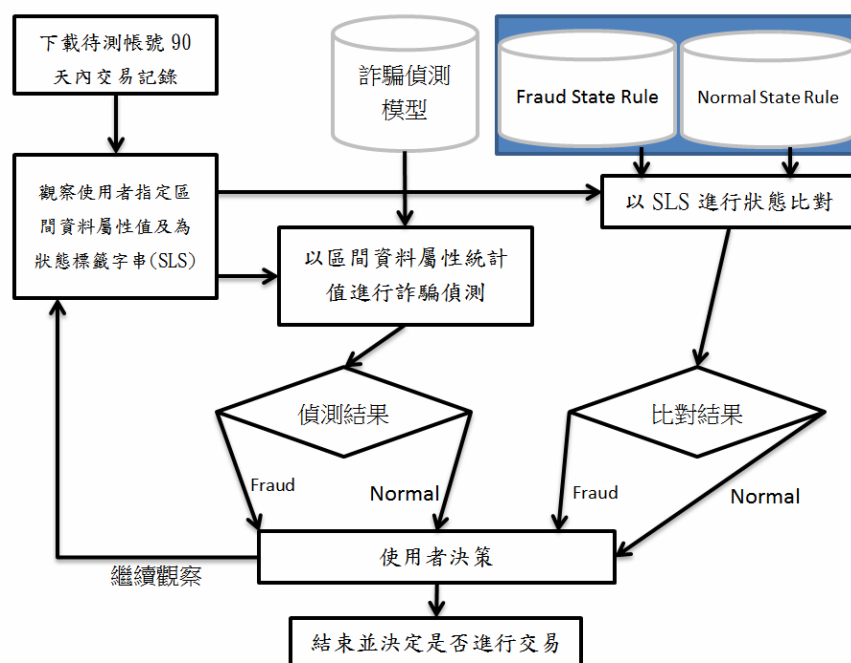 下載待測帳號 90
天內交易記錄
詐騙偵測
模型
Fraud State Rule
Normal State Rule
觀察使用者指定區
間資料屬性值及為
狀態標籤字串(SLS)
以 SLS 進行狀態比對
以區間資料屬性統計
值進行詐騙偵測
偵測結果
比對結果
Fraud
Normal
Fraud
Normal
使用者決策
繼續觀察
結束並決定是否進行交易